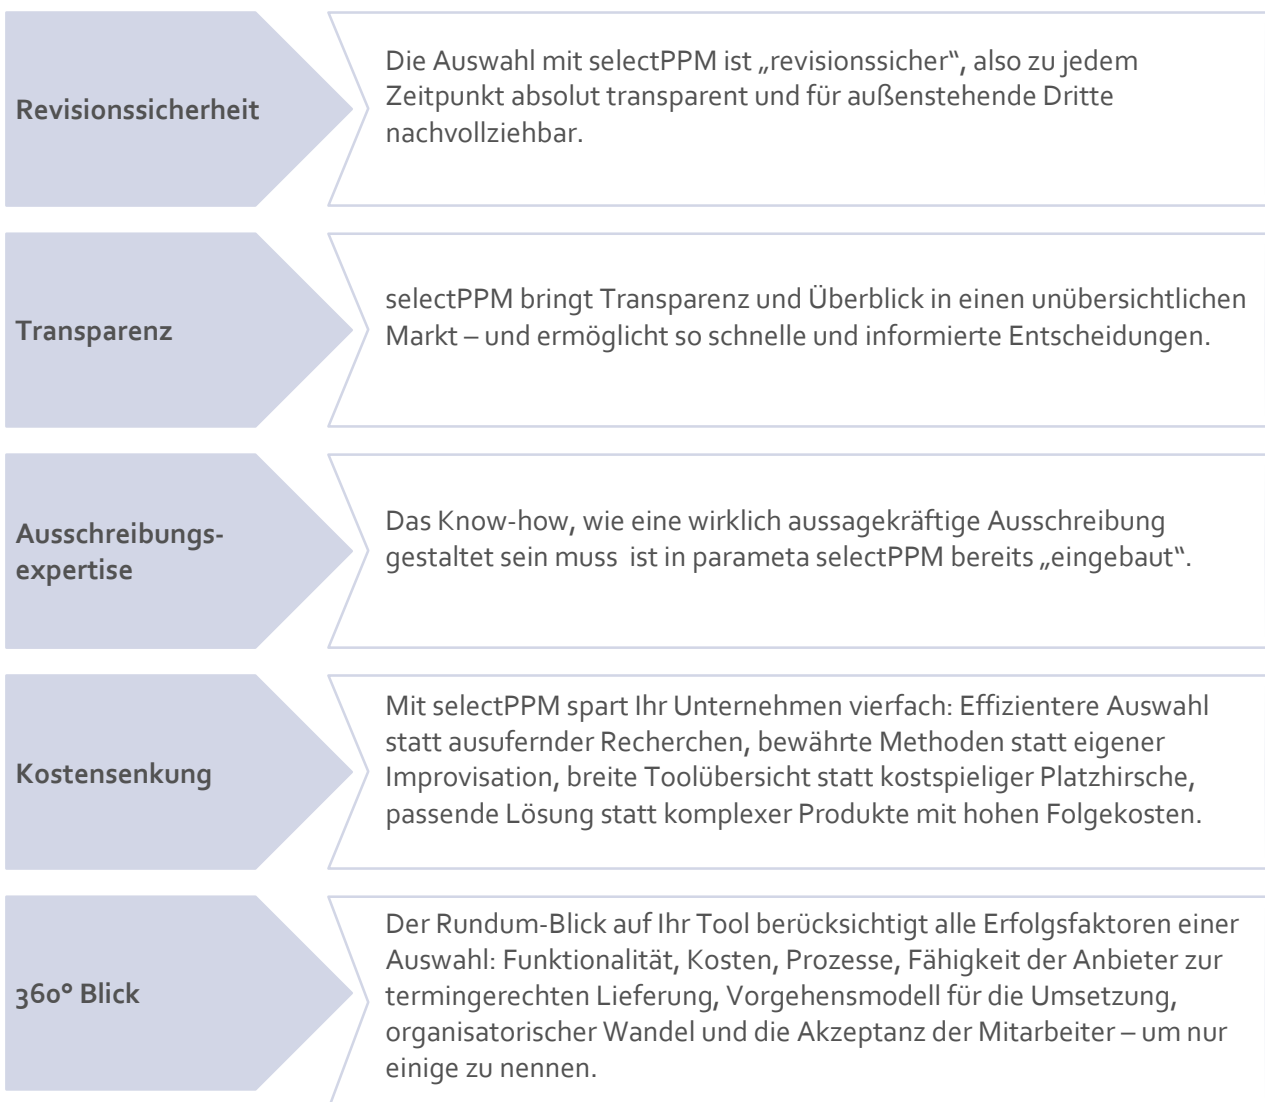 Revisionssicherheit
Die Auswahl mit selectPPM ist „revisionssicher“, also zu jedem
Zeitpunkt absolut transparent und für außenstehende Dritte
nachvollziehbar.
Transparenz
selectPPM bringt Transparenz und Überblick in einen unübersichtlichen
Markt – und ermöglicht so schnelle und informierte Entscheidungen.
Ausschreibungs-
expertise
Das Know-how, wie eine wirklich aussagekräftige Ausschreibung
gestaltet sein muss  ist in parameta selectPPM bereits „eingebaut“.
Kostensenkung
Mit selectPPM spart Ihr Unternehmen vierfach: Effizientere Auswahl
statt ausufernder Recherchen, bewährte Methoden statt eigener
Improvisation, breite Toolübersicht statt kostspieliger Platzhirsche,
passende Lösung statt komplexer Produkte mit hohen Folgekosten.
360° Blick
Der Rundum-Blick auf Ihr Tool berücksichtigt alle Erfolgsfaktoren einer
Auswahl: Funktionalität, Kosten, Prozesse, Fähigkeit der Anbieter zur
termingerechten Lieferung, Vorgehensmodell für die Umsetzung,
organisatorischer Wandel und die Akzeptanz der Mitarbeiter – um nur
einige zu nennen.